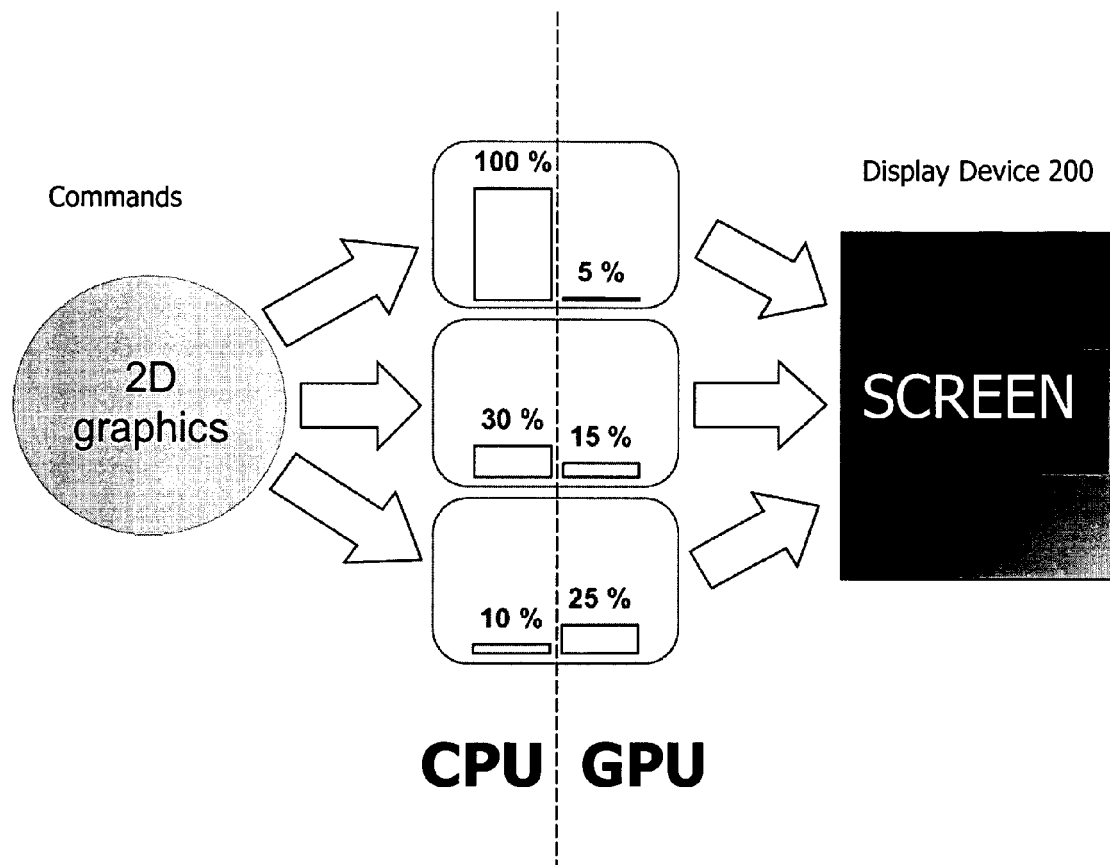 Commands
2D
graphics
100 %
5 %
30 %
15 %
10 %
25 %
CPU
GPU
Display Device 200
SCREEN